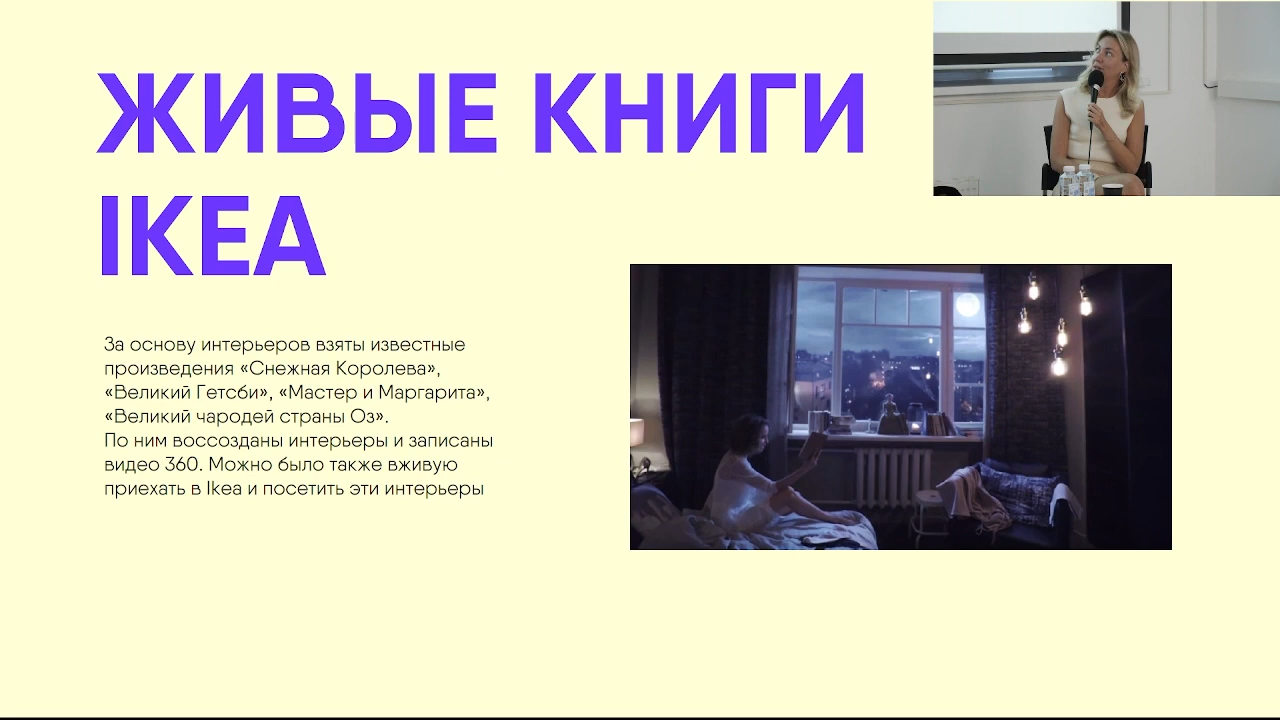 ЖИВЫЕ КНИГИ
IKEA
За основу интерьеров взяты известные
произведения «Снежная Королева»,
«Великий Гетсби», «Мастер и Маргарита»,
«Великий чародей страны Оз».
По ним воссозданы интерьеры и записаны
видео 360. Можно было также вживую
приехать в Ikea и посетить эти интерьеры